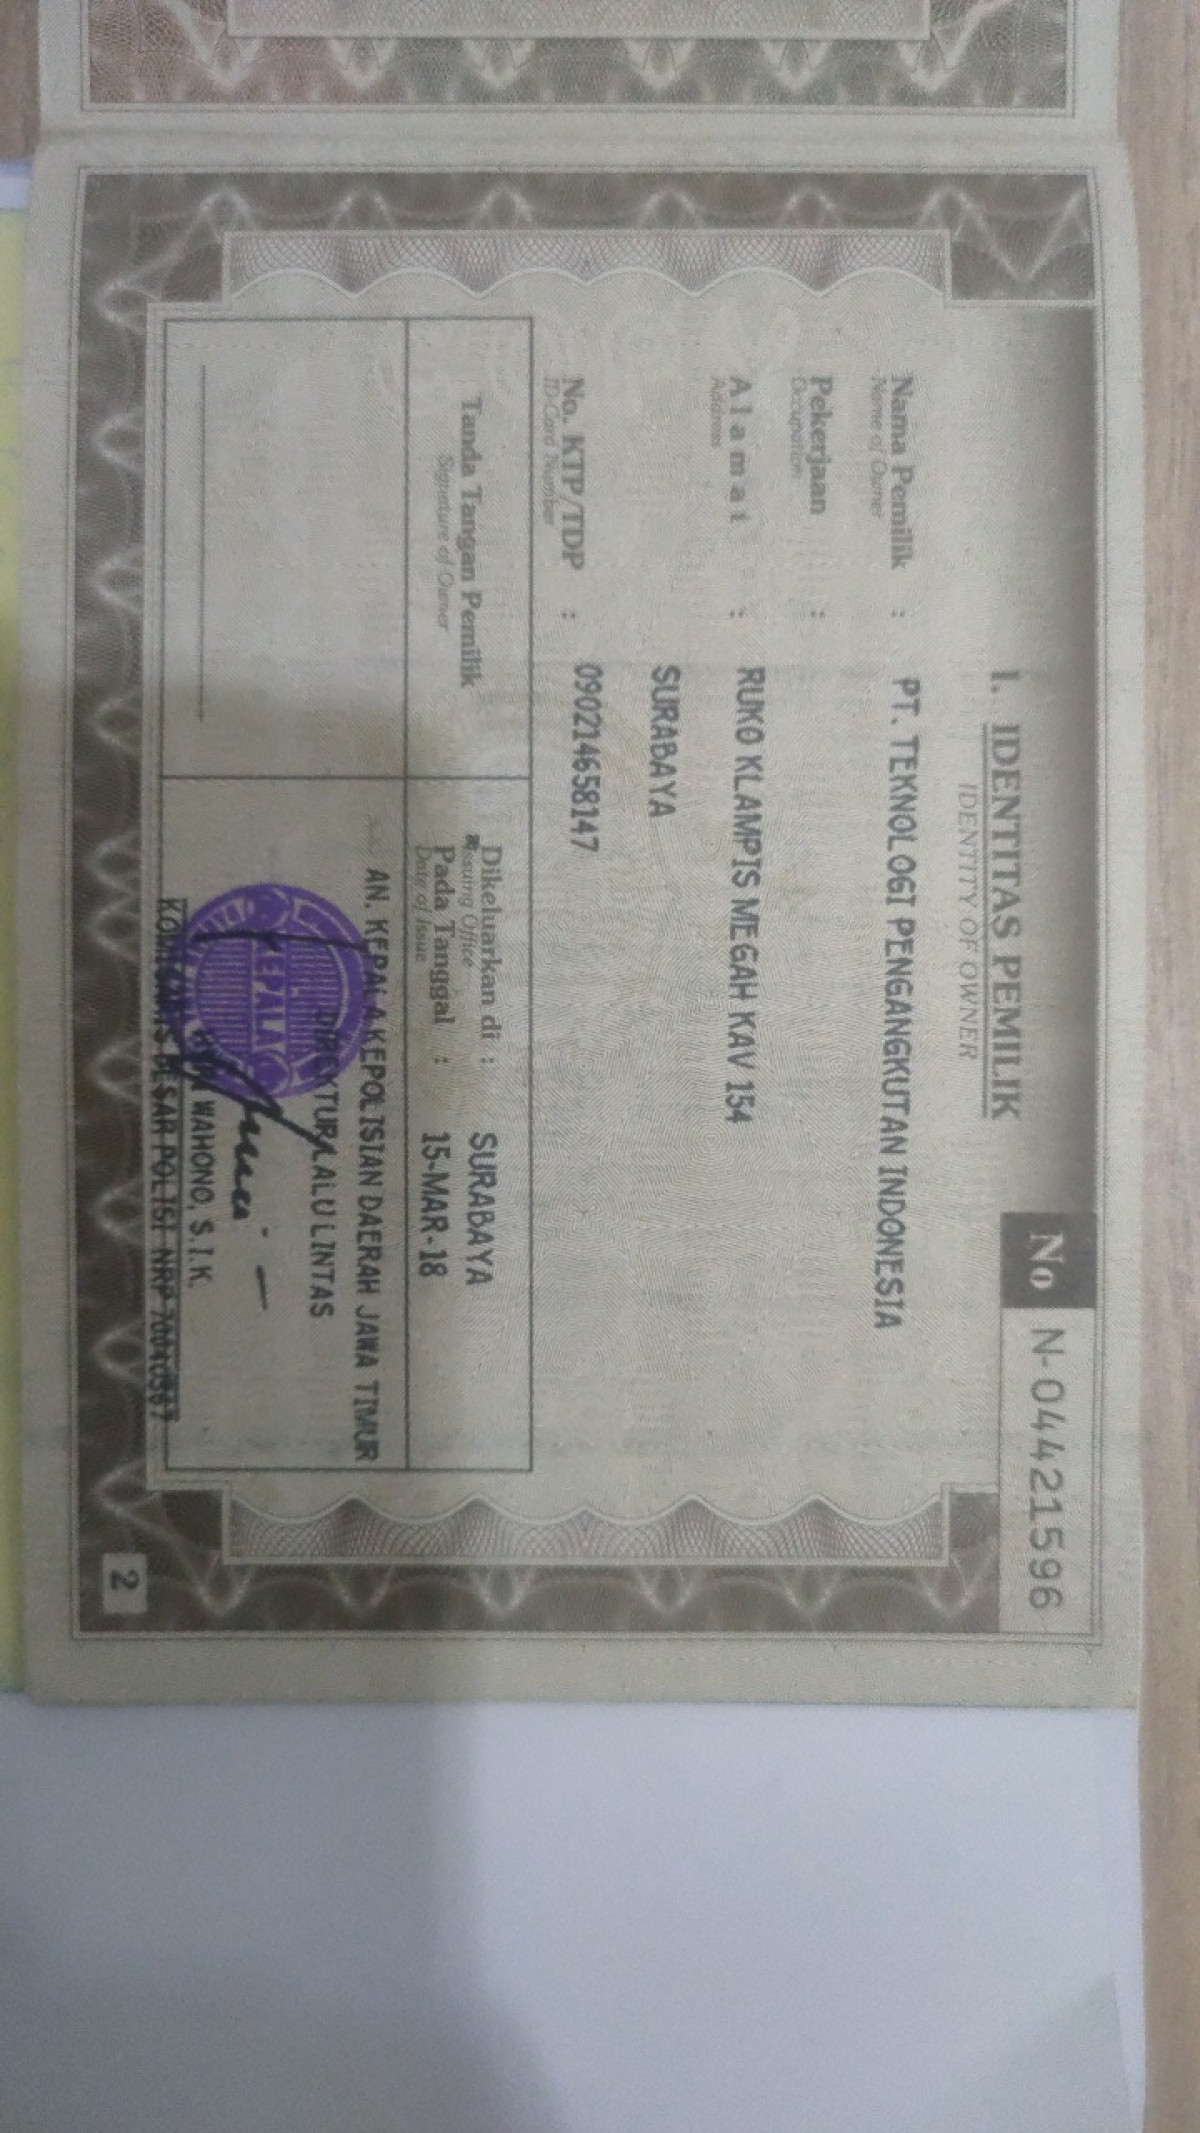 No N-04421596
I. IDENTITAS PEMILIK
IDENTITY OF OWNER
Nama Pemilik : PT. TEKNOLOGI PENGANGKUTAN INDONESIA
Name of Owner
Pekerjaan :
Occupation
Alamat : RUKO KLAMPIS MEGAH KAV 154
Address
SURABAYA
No. KTP/TDP : 090214658147
ID Card Number
Tanda Tangan Pemilik
Signature of Owner
Dikeluarkan di : SURABAYA
Issuing Office
Pada Tanggal : 15-MAR-18
Date of Issue
AN. KEPALA KEPOLISIAN DAERAH JAWA TIMUR
DIREKTUR LALU LINTAS
KEPALA
WAHONO, S.I.K.
KOMISARIS BESAR POLISI NRP
2